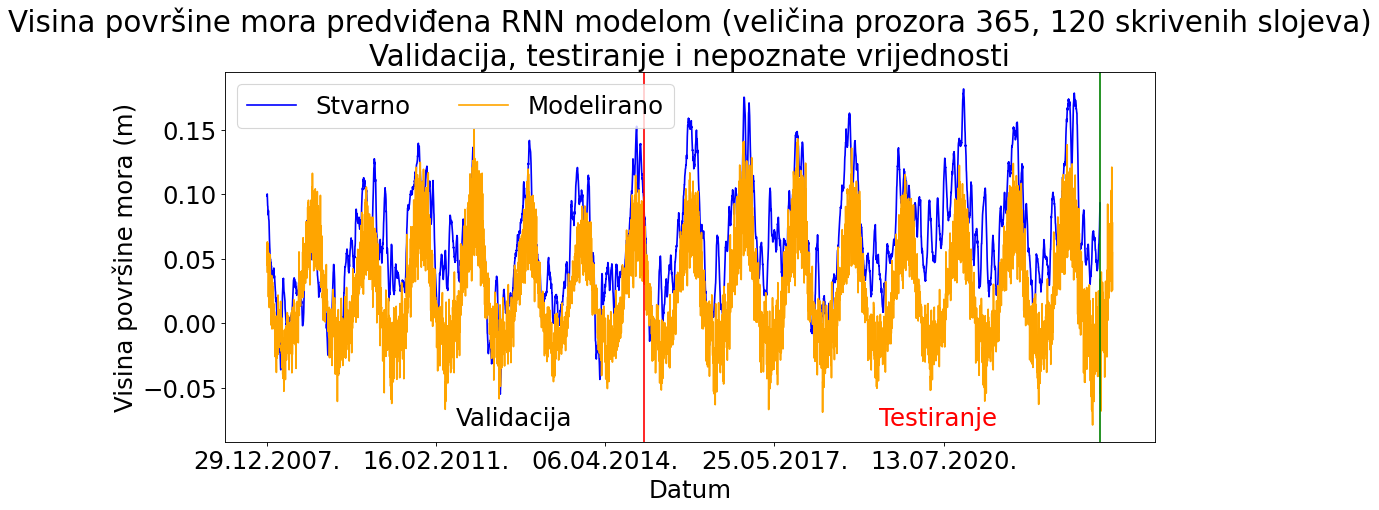 Visina površine mora predviđena RNN modelom (veličina prozora 365, 120 skrivenih slojeva)
Validacija, testiranje i nepoznate vrijednosti
Stvarno
Modelirano
Visina površine mora (m)
0.15
0.10
0.05
0.00
−0.05
Validacija
Testiranje
29.12.2007.
16.02.2011.
06.04.2014.
25.05.2017.
13.07.2020.
Datum